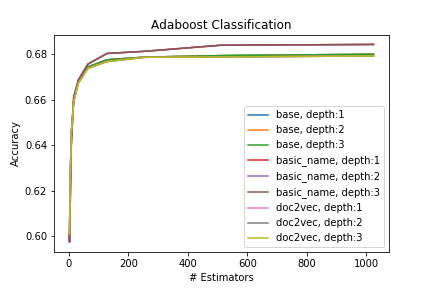 Adaboost Classification
0.68
0.66
0.64
0.62
0.60
Accuracy
base, depth:1
base, depth:2
base, depth:3
basic_name, depth:1
basic_name, depth:2
basic_name, depth:3
doc2vec, depth:1
doc2vec, depth:2
doc2vec, depth:3
0 200 400 600 800 1000
# Estimators